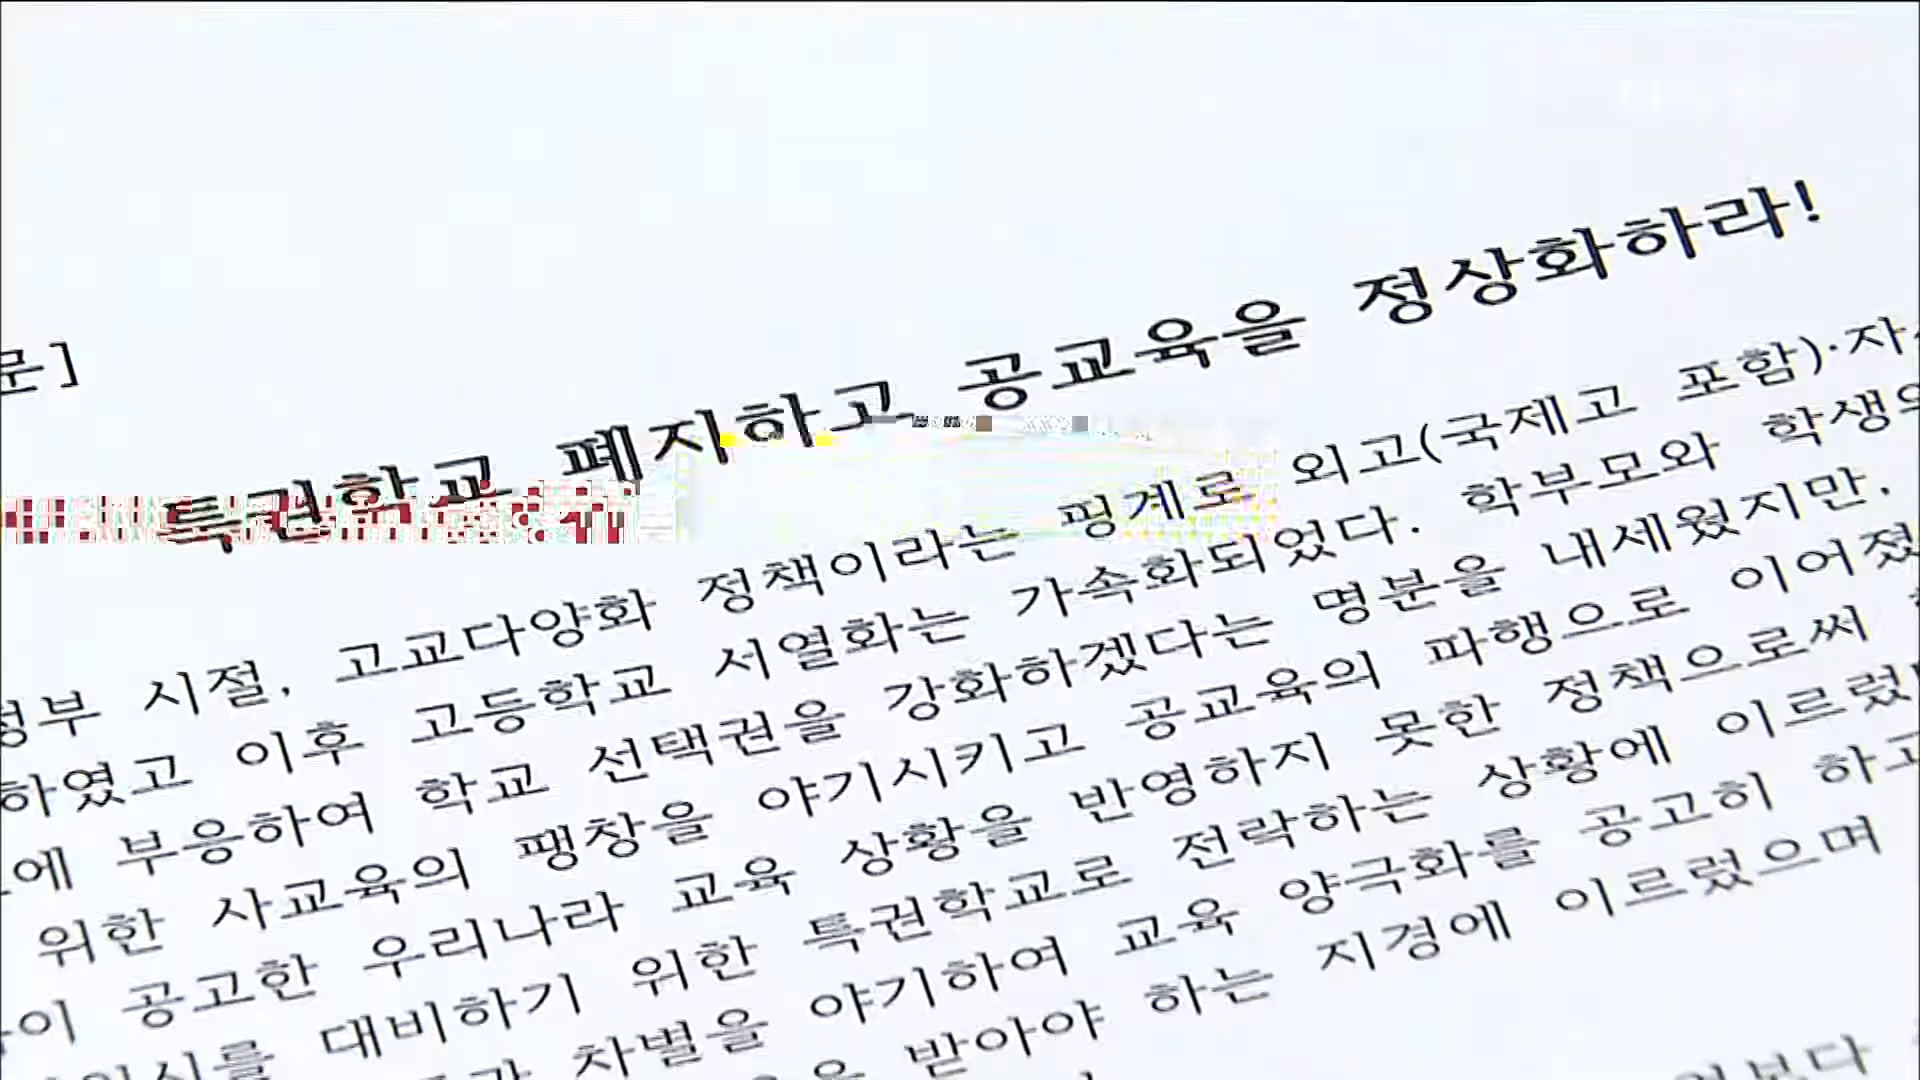 문]
특권학교 폐지하고 공교육을 정상화하라!
정부 시절, 고교다양화 정책이라는 핑계로 외고(국제고 포함)·자
하였고 이후 고등학교 서열화는 가속화되었다. 학부모와 학생의
에 부응하여 학교 선택권을 강화하겠다는 명분을 내세웠지만,
위한 사교육의 팽창을 야기시키고 공교육의 파행으로 이어졌
이 공고한 우리나라 교육 상황을 반영하지 못한 정책으로써
입시를 대비하기 위한 특권학교로 전락하는 상황에 이르렀
차별을 야기하여 교육 양극화를 공고히 하고
을 받아야 하는 지경에 이르렀으며
보다